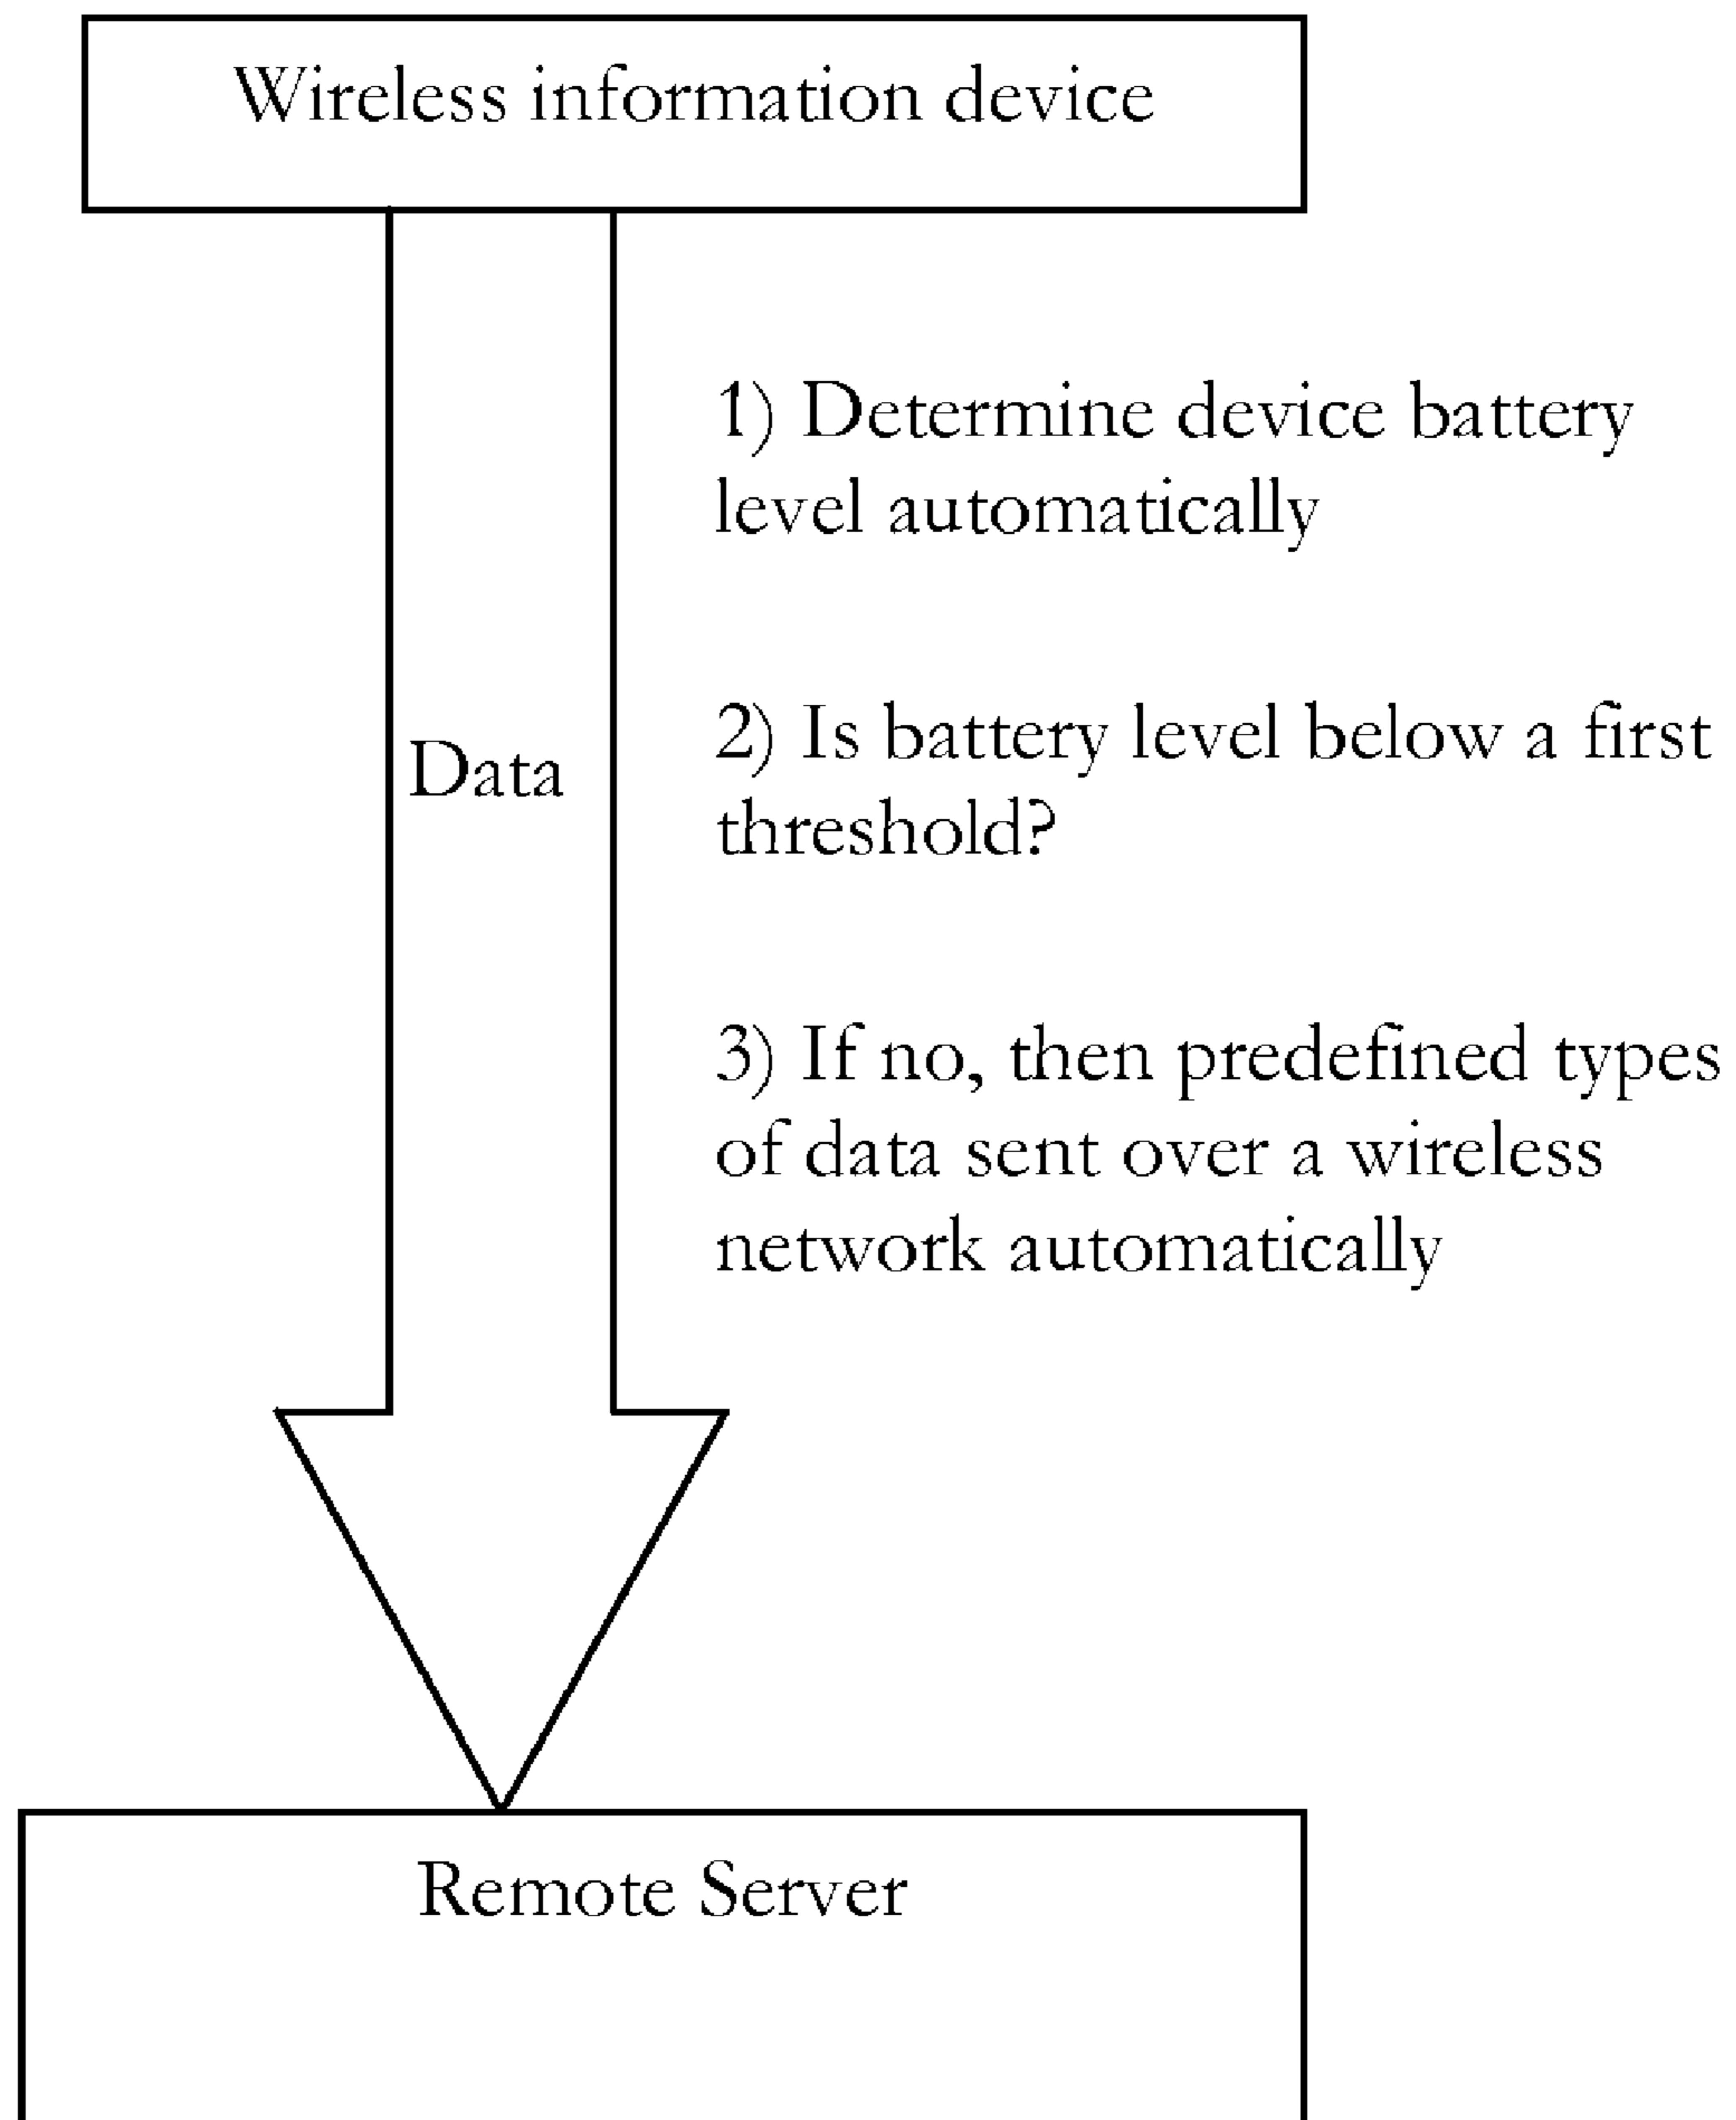 Wireless information device
1) Determine device battery
level automatically
2) Is battery level below a first
threshold?
Data
3) If no, then predefined types
of data sent over a wireless
network automatically
Remote Server